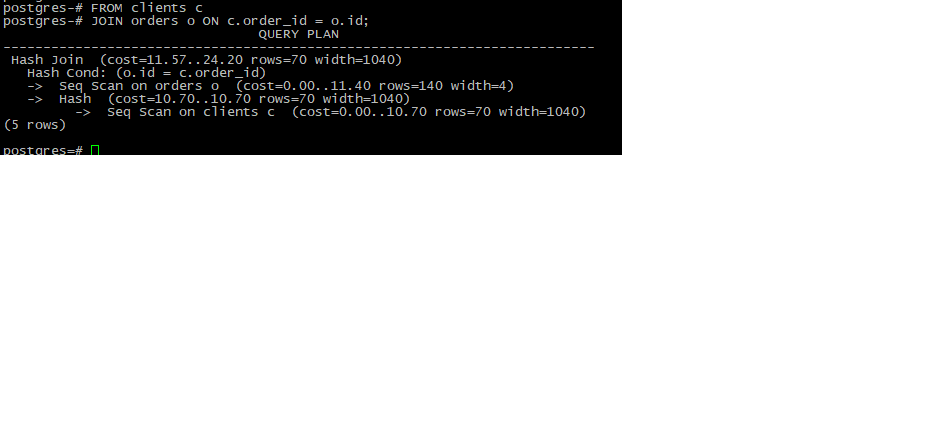 postgres-# FROM clients c
postgres-# JOIN orders o ON c.order_id = o.id;
QUERY PLAN
--------------------------------------------------------------------------
Hash Join  (cost=11.57..24.20 rows=70 width=1040)
  Hash Cond: (o.id = c.order_id)
  ->  Seq Scan on orders o  (cost=0.00..11.40 rows=140 width=4)
  ->  Hash  (cost=10.70..10.70 rows=70 width=1040)
        ->  Seq Scan on clients c  (cost=0.00..10.70 rows=70 width=1040)
(5 rows)
postgres=#